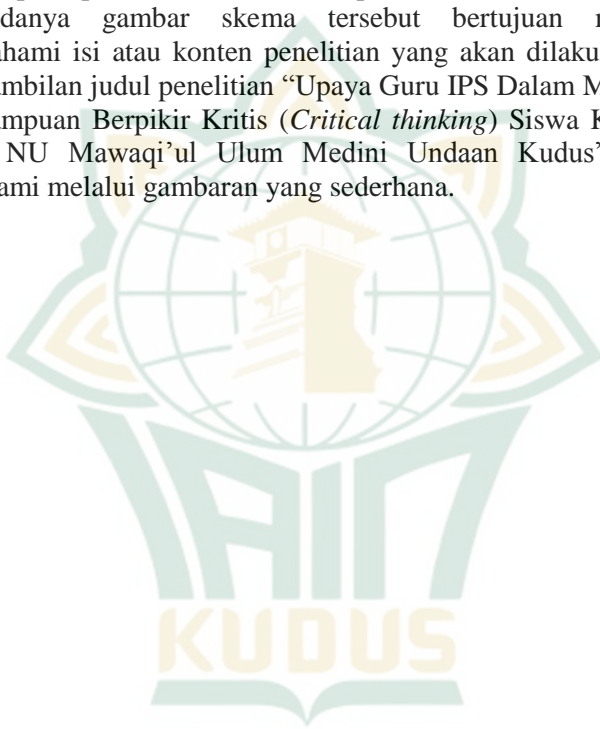 danya gambar skema tersebut bertujuan
ahami isi atau konten penelitian yang akan dilaku
ambilan judul penelitian “Upaya Guru IPS Dalam M
ampuan Berpikir Kritis (Critical thinking) Siswa K
NU Mawaqi’ul Ulum Medini Undaan Kudus”
ami melalui gambaran yang sederhana.
IAIN
KUDUS